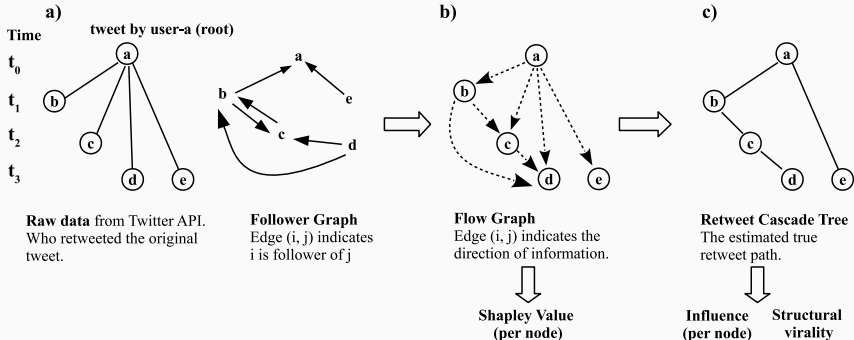 a)
b)
c)
tweet by user-a (root)
Time
t0
t1
t2
t3
a
b
c
d
e
a
b
e
c
d
a
b
c
d
e
a
b
c
d
e
Raw data from Twitter API.
Who retweeted the original
tweet.
Follower Graph
Edge (i, j) indicates
i is follower of j
Flow Graph
Edge (i, j) indicates the
direction of information.
Retweet Cascade Tree
The estimated true
retweet path.
Shapley Value
(per node)
Influence
(per node)
Structural
virality